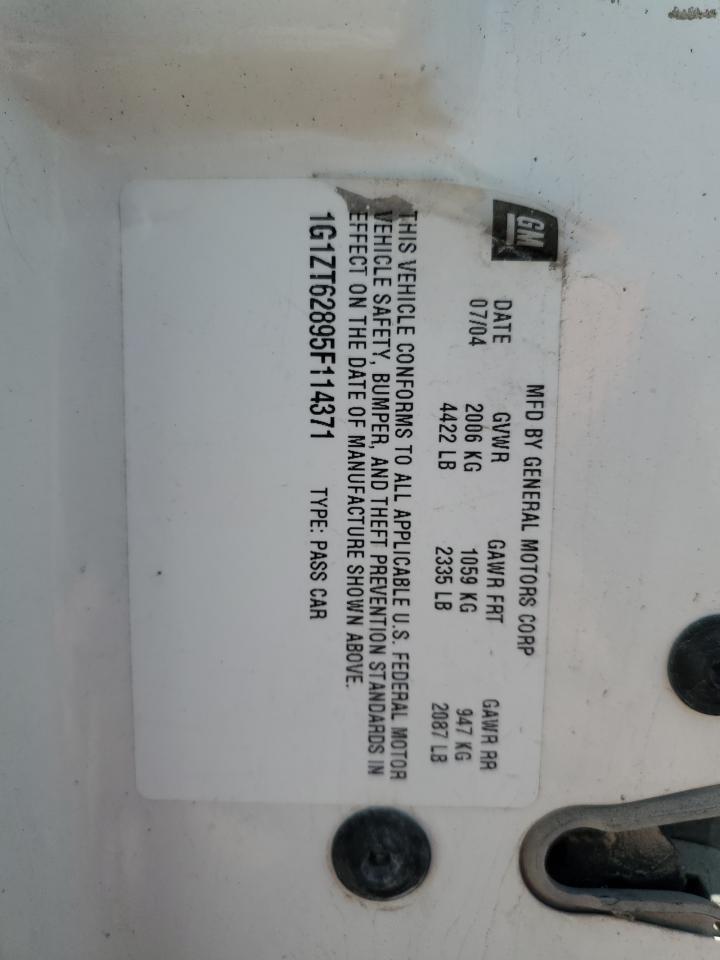 GM
MFD BY GENERAL MOTORS CORP
DATE GVWR GAWR FRT GAWR RR
07/04 2006 KG 1059 KG 947 KG
4422 LB 2335 LB 2087 LB
THIS VEHICLE CONFORMS TO ALL APPLICABLE U.S. FEDERAL MOTOR
VEHICLE SAFETY, BUMPER, AND THEFT PREVENTION STANDARDS IN
EFFECT ON THE DATE OF MANUFACTURE SHOWN ABOVE.
1G1ZT62895F114371 TYPE: PASS CAR